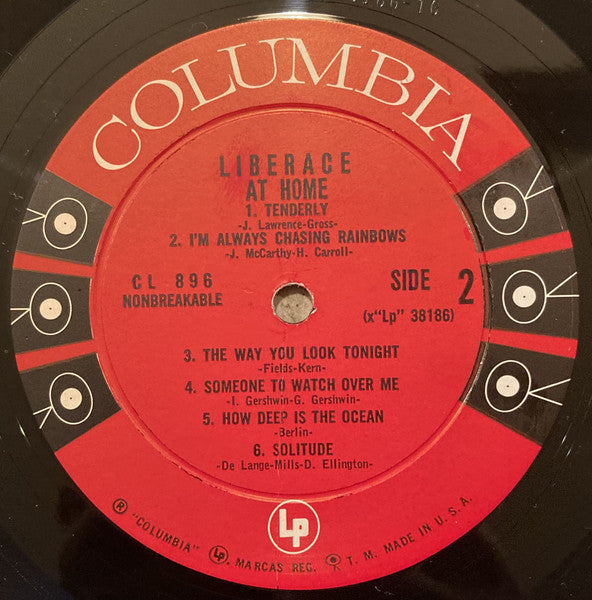 COLUMBIA
LIBERACE
AT HOME
1. TENDERLY
-J. Lawrence-Gross-
2. I'M ALWAYS CHASING RAINBOWS
-J. McCarthy-H. Carroll-
CL 896
NONBREAKABLE
SIDE 2
(x"Lp" 38186)
3. THE WAY YOU LOOK TONIGHT
-Fields-Kern-
4. SOMEONE TO WATCH OVER ME
-I. Gershwin-G. Gershwin-
5. HOW DEEP IS THE OCEAN
-Berlin-
6. SOLITUDE
-De Lange-Mills-D. Ellington-
LP
® "COLUMBIA" LP. MARCAS REG. T. M. MADE IN U. S. A.